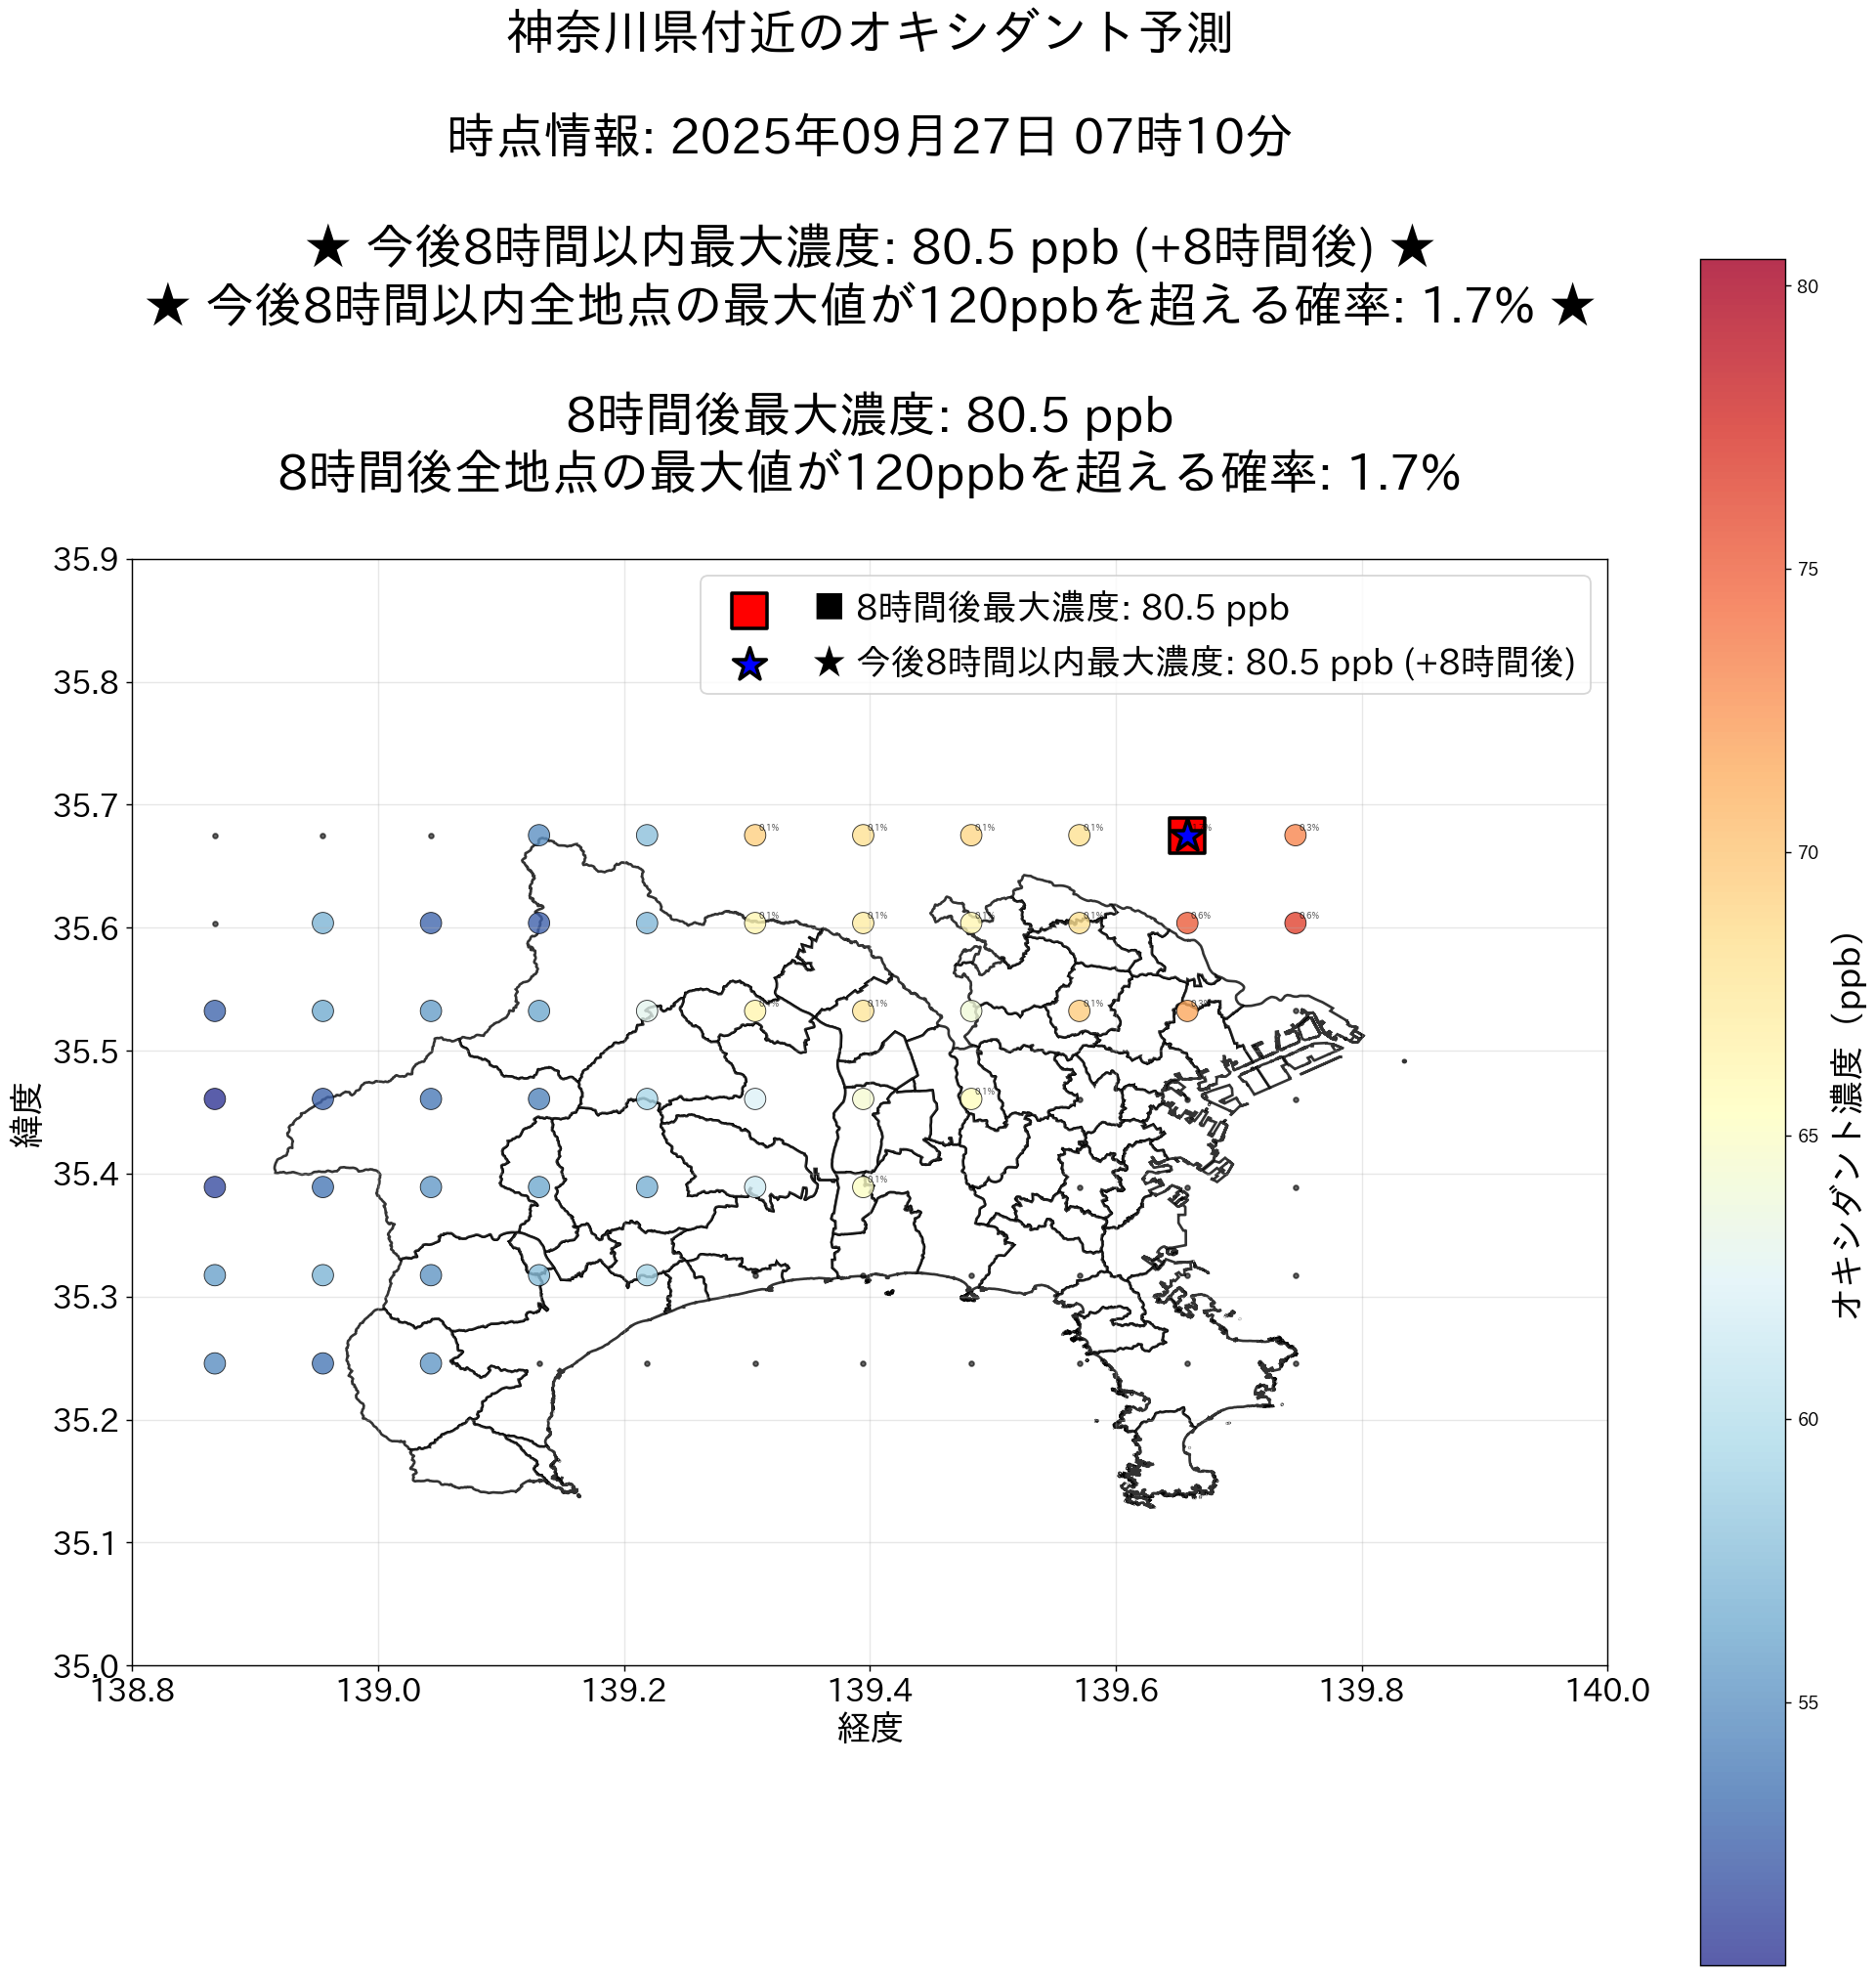 神奈川県付近のオキシダント予測
時点情報: 2025年09月27日 07時10分
★ 今後8時間以内最大濃度: 80.5 ppb (+8時間後) ★
★ 今後8時間以内全地点の最大値が120ppbを超える確率: 1.7% ★
8時間後最大濃度: 80.5 ppb
8時間後全地点の最大値が120ppbを超える確率: 1.7%
■ 8時間後最大濃度: 80.5 ppb
★ 今後8時間以内最大濃度: 80.5 ppb (+8時間後)
35.9
35.8
35.7
35.6
35.5
35.4
35.3
35.2
35.1
35.0
緯度
0.1% 0.1% 0.1% 0.1% 0.3%
0.1% 0.1% 0.1% 0.1% 0.6% 0.6%
0.1% 0.1% 0.1% 0.3%
0.1%
0.1%
138.8 139.0 139.2 139.4 139.6 139.8 140.0
経度
80
75
70
65
60
55
オキシダント濃度（ppb）